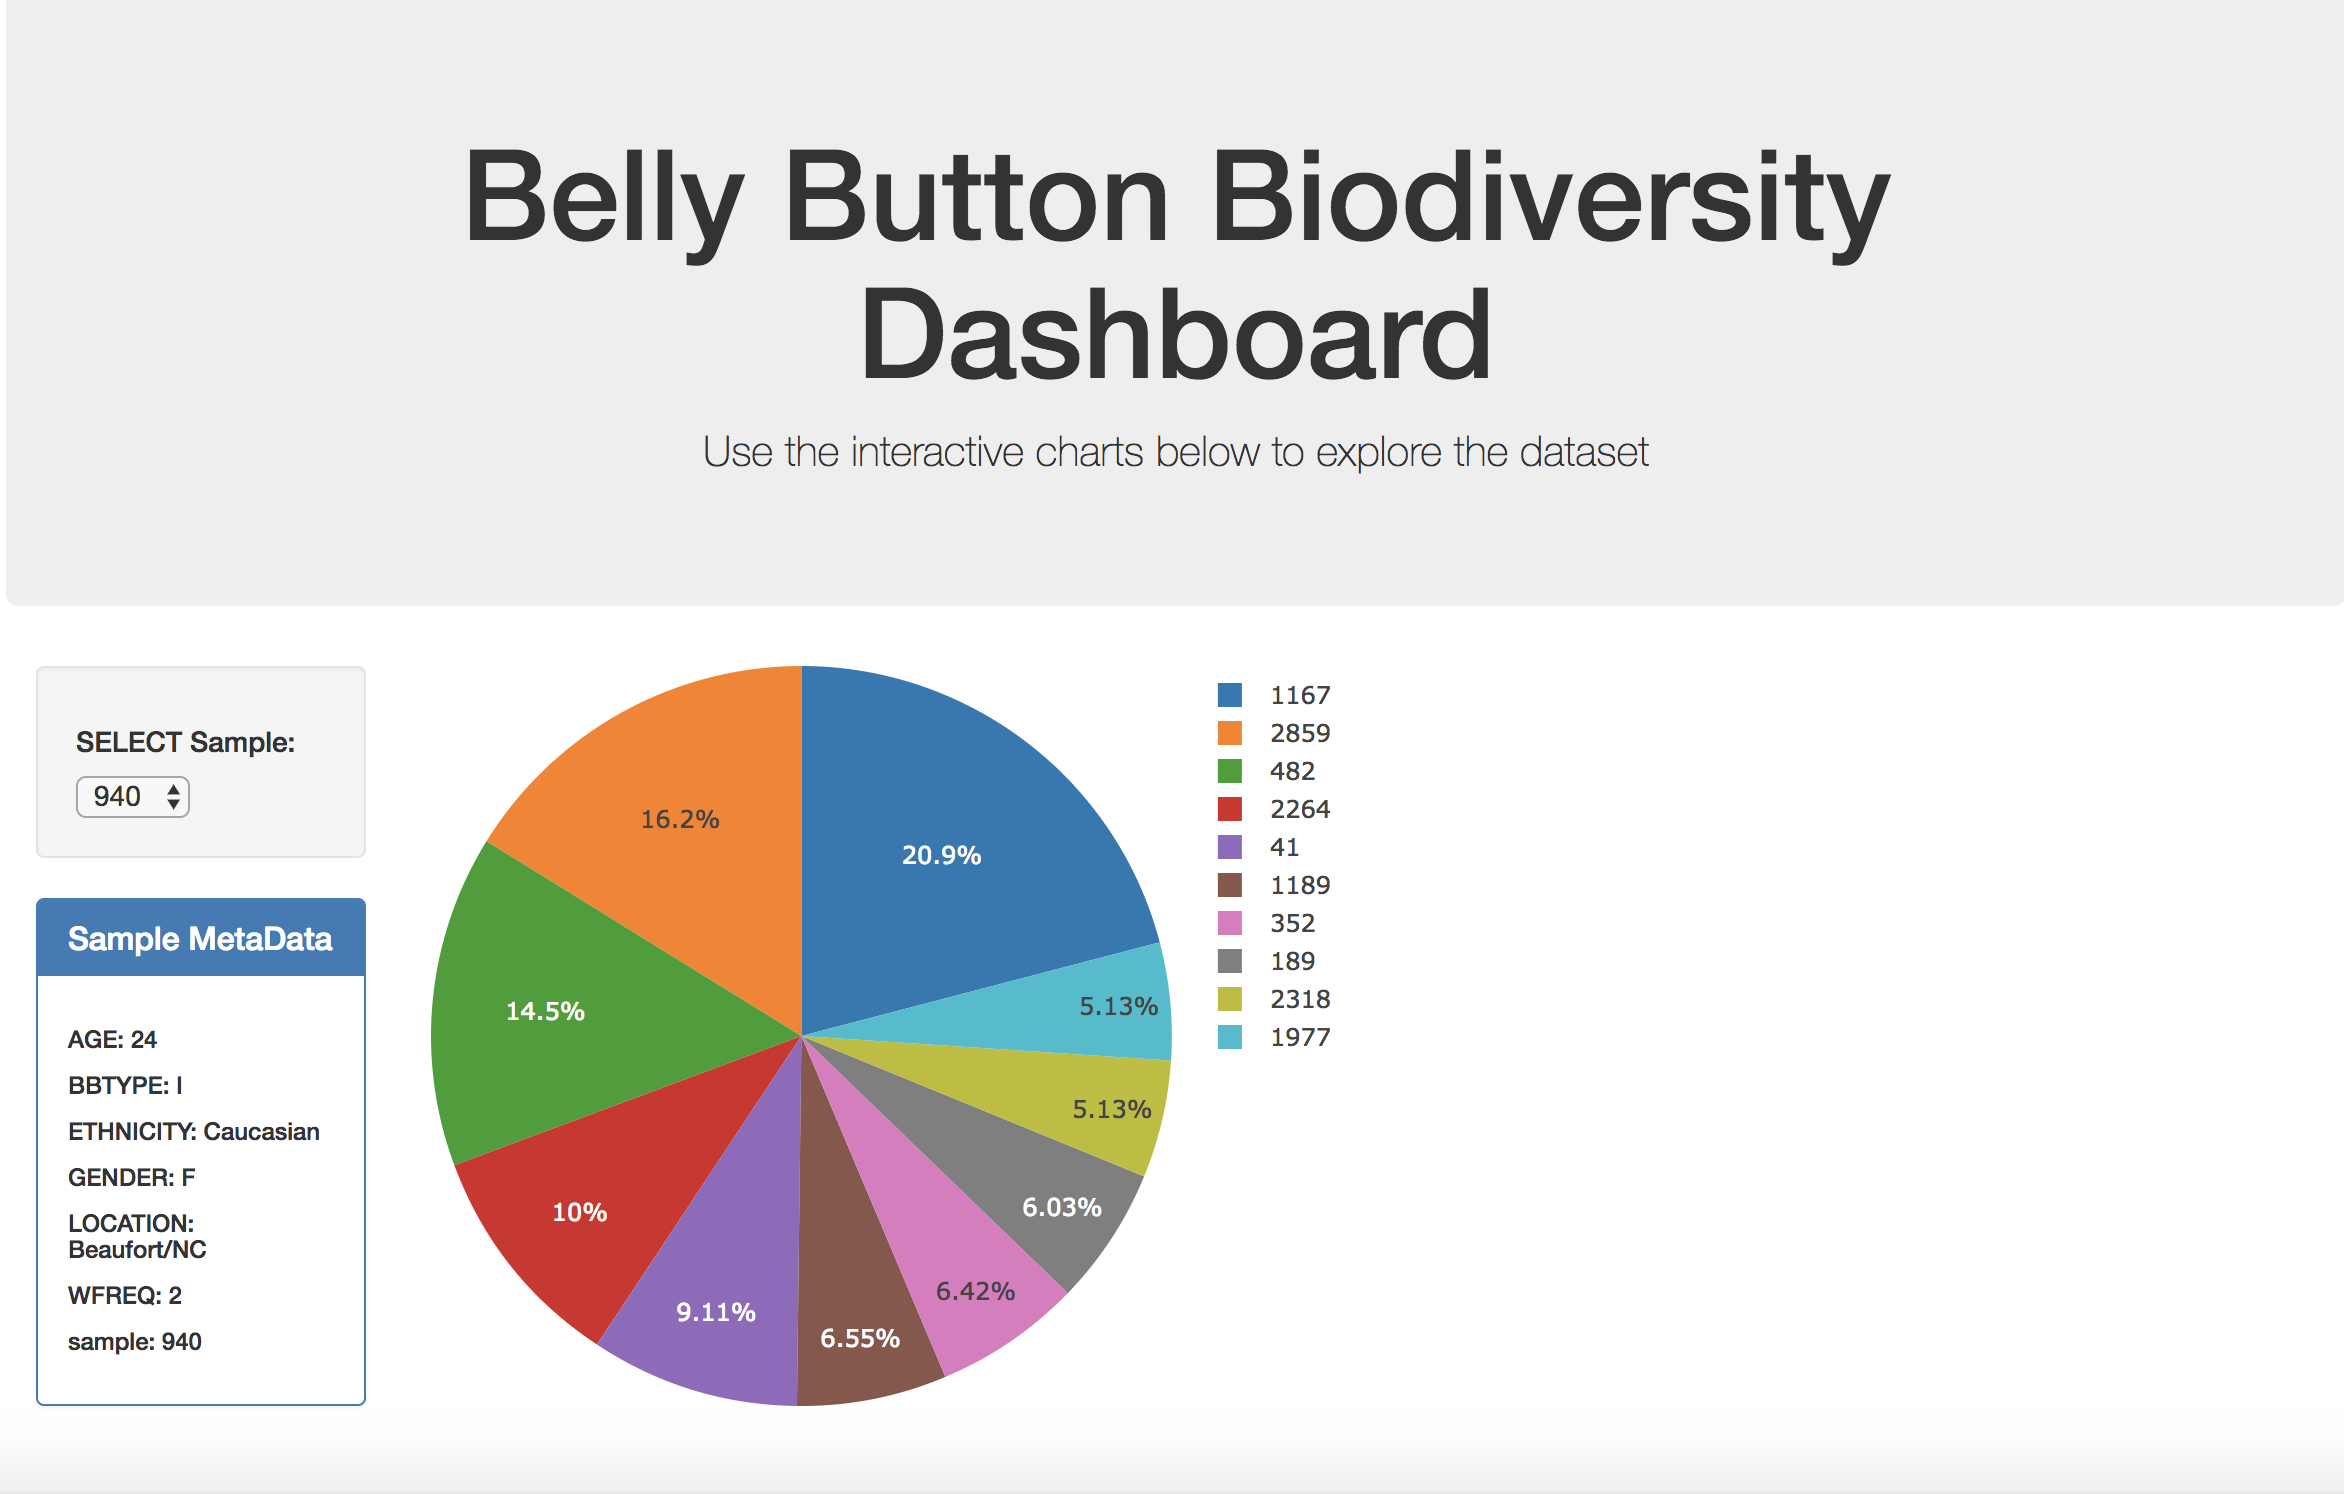 Belly Button Biodiversity
Dashboard
Use the interactive charts below to explore the dataset
SELECT Sample:
940
Sample MetaData
AGE: 24
BBTYPE: I
ETHNICITY: Caucasian
GENDER: F
LOCATION:
Beaufort/NC
WFREQ: 2
sample: 940
20.9%
16.2%
14.5%
10%
9.11%
6.55%
6.42%
6.03%
5.13%
5.13%
1167
2859
482
2264
41
1189
352
189
2318
1977